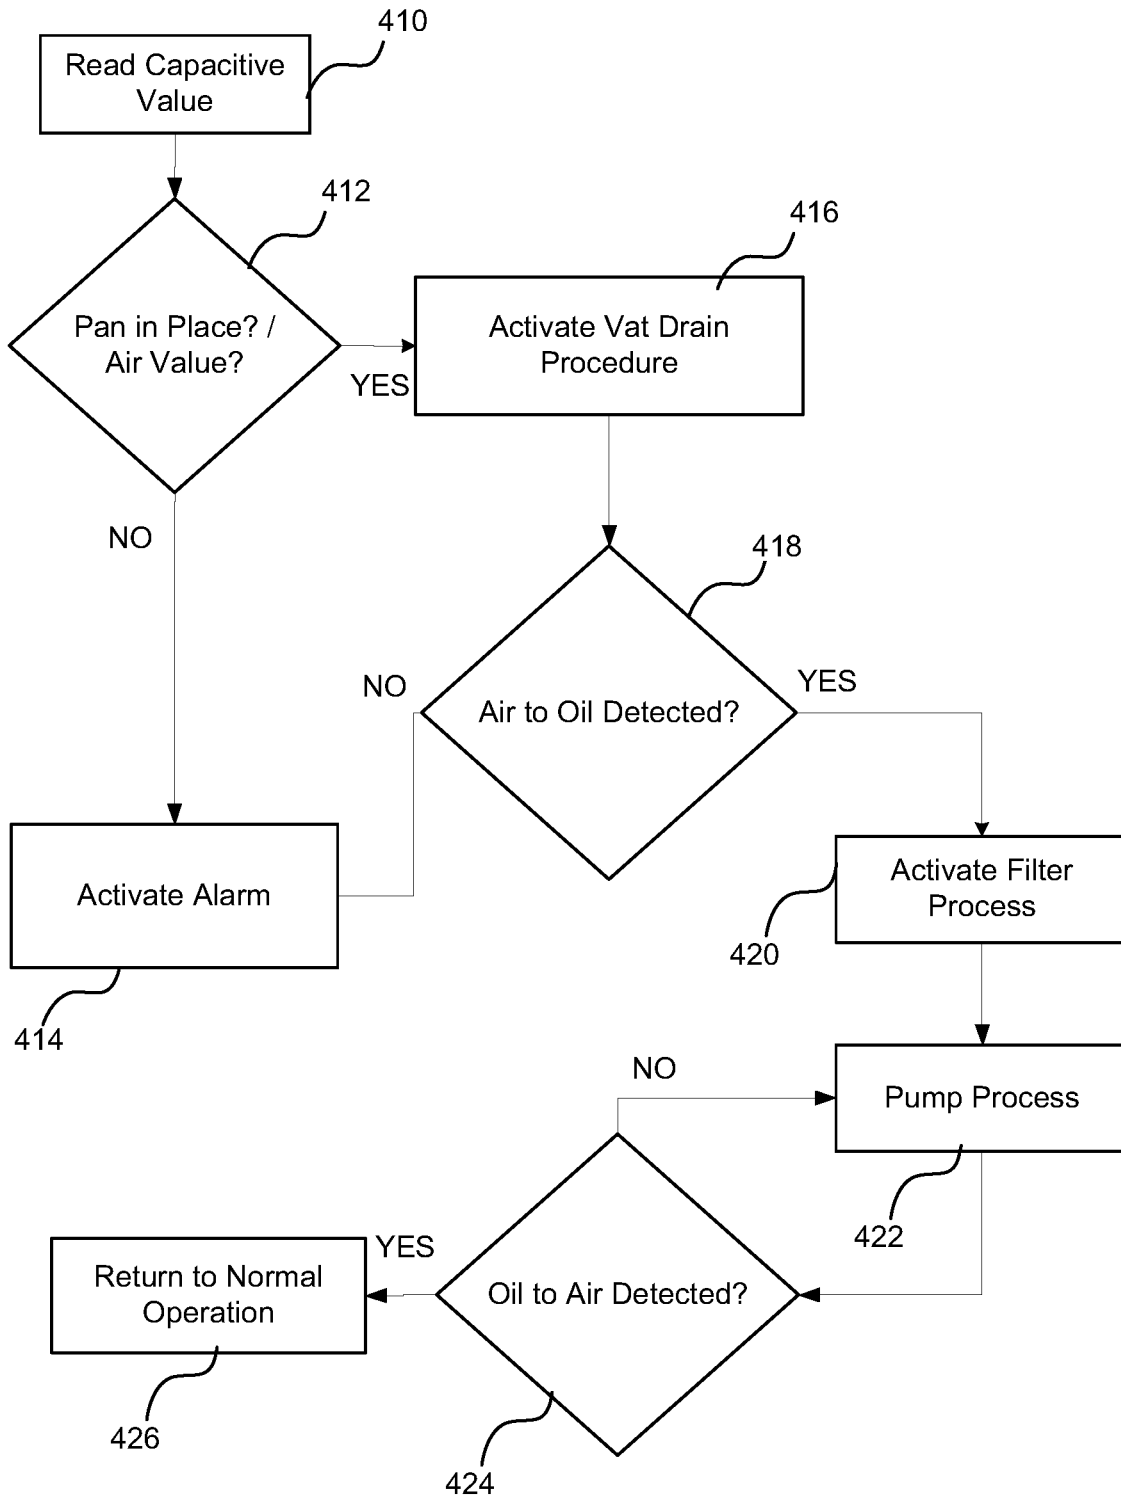 410
Read Capacitive
Value
412
416
Pan in Place? /
Air Value?
YES
Activate Vat Drain
Procedure
NO
418
NO
YES
Air to Oil Detected?
Activate Alarm
414
Activate Filter
Process
420
NO
Pump Process
422
YES
Return to Normal
Operation
Oil to Air Detected?
426
424